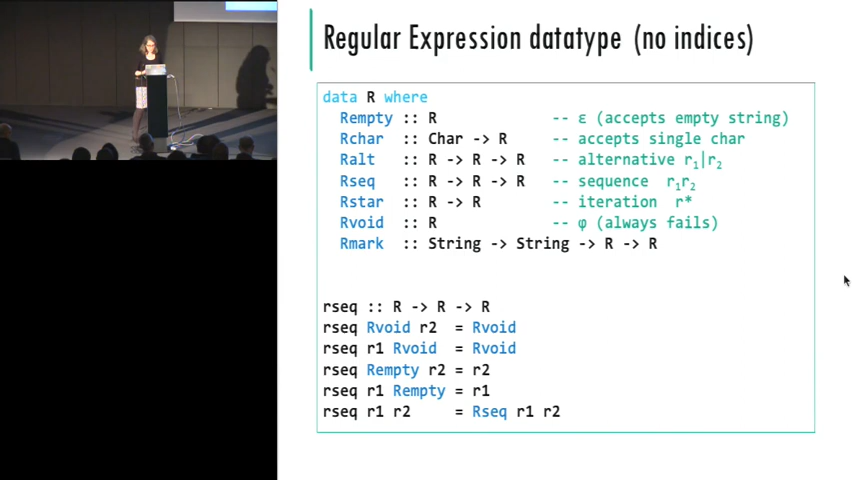 Regular Expression datatype (no indices)
data R where
Rempty :: R -- ε (accepts empty string)
Rchar :: Char -> R -- accepts single char
Ralt :: R -> R -> R -- alternative r₁|r₂
Rseq :: R -> R -> R -- sequence r₁r₂
Rstar :: R -> R -- iteration r*
Rvoid :: R -- φ (always fails)
Rmark :: String -> String -> R -> R
rseq :: R -> R -> R
rseq Rvoid r2 = Rvoid
rseq r1 Rvoid = Rvoid
rseq Rempty r2 = r2
rseq r1 Rempty = r1
rseq r1 r2 = Rseq r1 r2